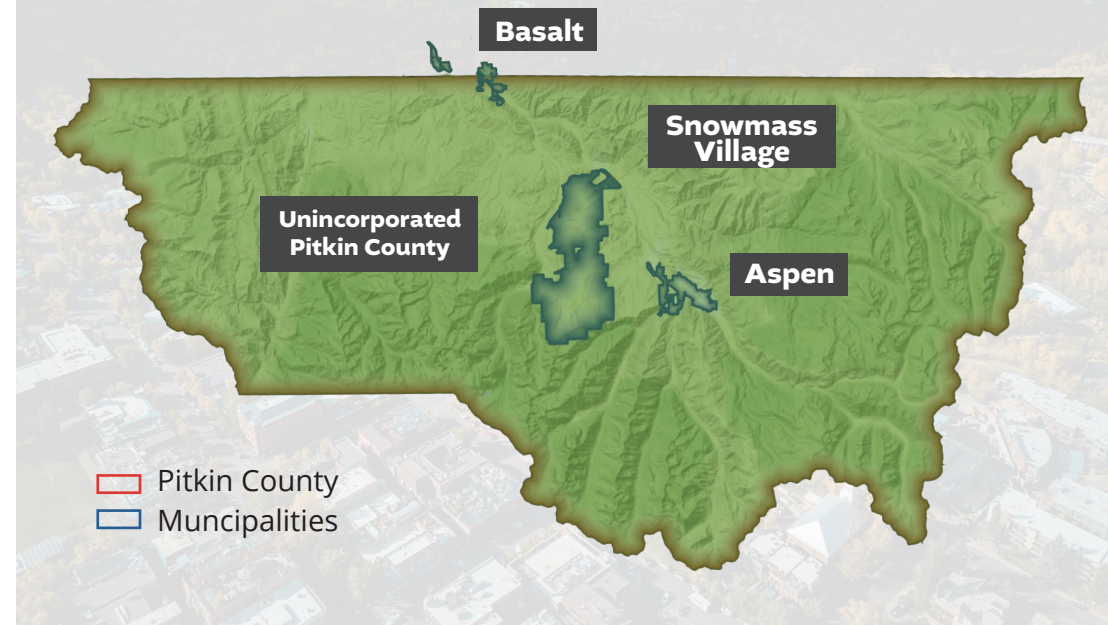 Basalt
Snowmass
Village
Unincorporated
Pitkin County
Aspen
Pitkin County
Muncipalities